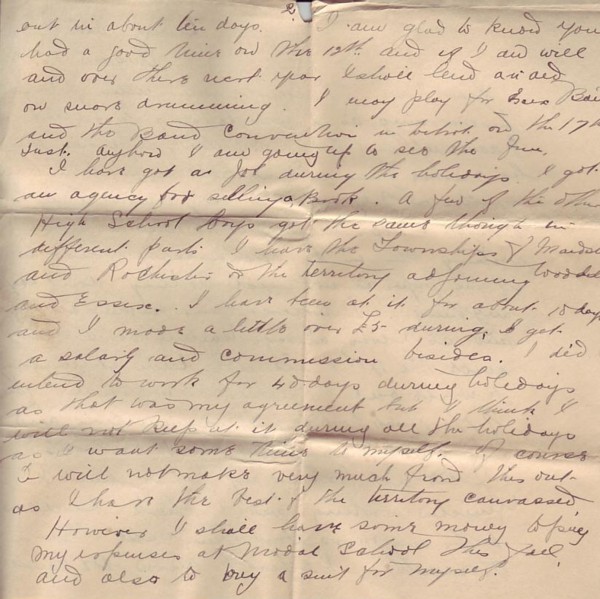 2.
out in about ten days. I am glad to know you
had a good time on the 12th and if I am well
and over there next year I shall lend an aid
on snare drumming. I may play for
and the Band Convention in Detroit on the 17th
Inst. Anyhow I am going up to see the fun.
I have got a job during the holidays I got
an agency for selling a Book. A few of the other
High School boys got the same though in
different parts I have the Townships of
and Rochester or the territory adjoining
and Essex. I have been at it for about 15 days
and I made a little over £5 during, I get
a salary and commission besides. I did
intend to work for 40 days during holidays
as that was my agreement but I think I
will not keep at it during all the holidays
as I want some time to myself. Of course
I will not make very much from this out
as I have the best of the territory canvassed
However I shall have some money to pay
my expenses at Model School this fall
and also to buy a suit for myself.